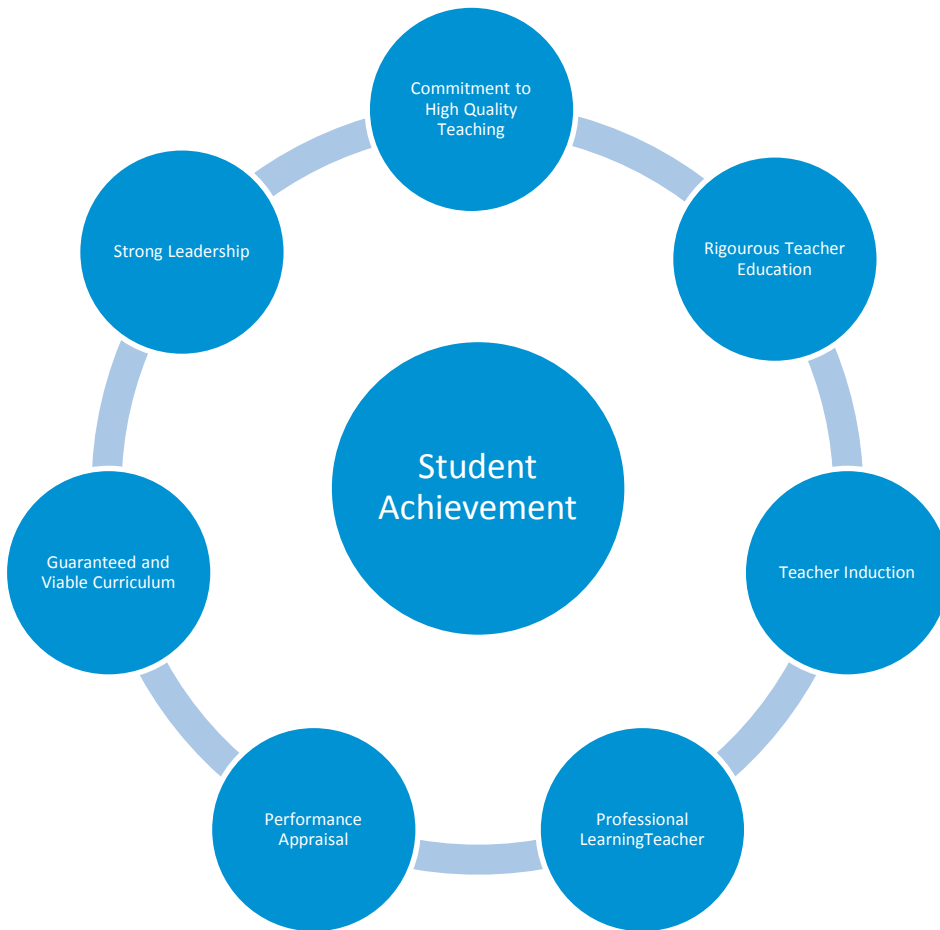 Commitment to
High Quality
Teaching
Rigourous Teacher
Education
Teacher Induction
Professional
LearningTeacher
Performance
Appraisal
Guaranteed and
Viable Curriculum
Strong Leadership
Student
Achievement